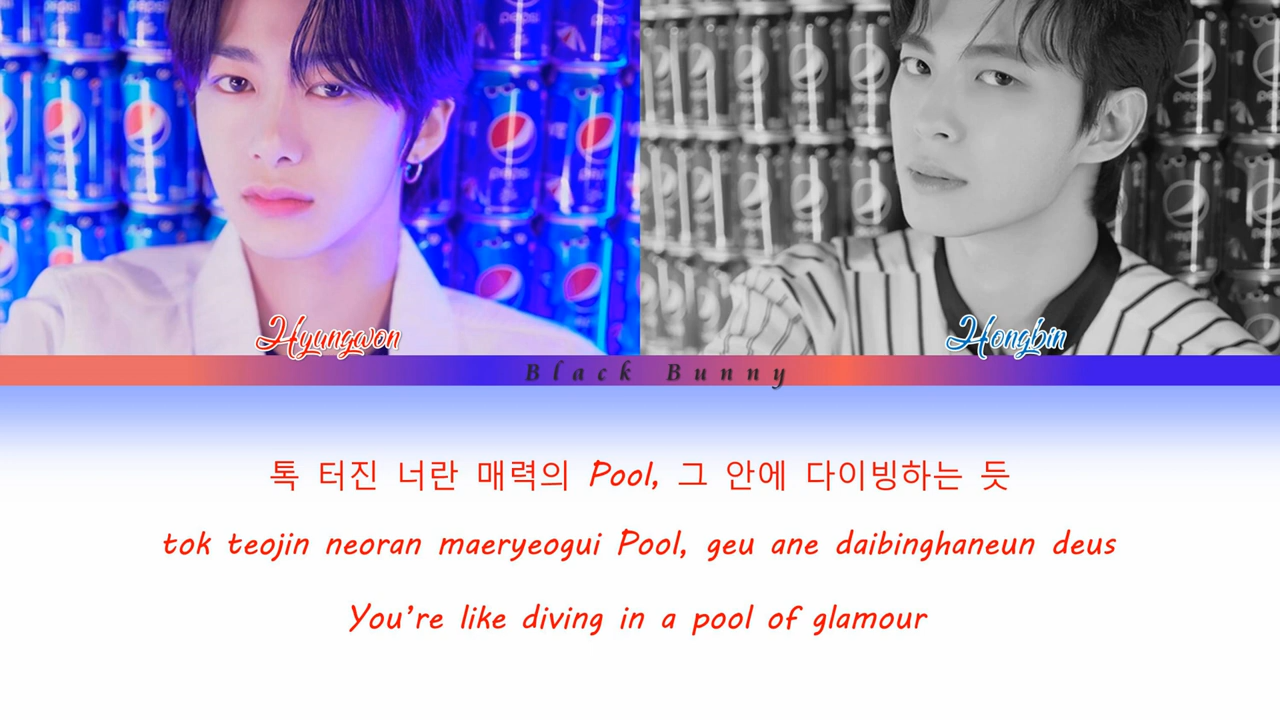 Hyungwon
Hongbin
Black Bunny
톡 터진 너란 매력의 Pool, 그 안에 다이빙하는 듯
tok teojin neoran maeryeogui Pool, geu ane daibinghaneun deus
You're like diving in a pool of glamour